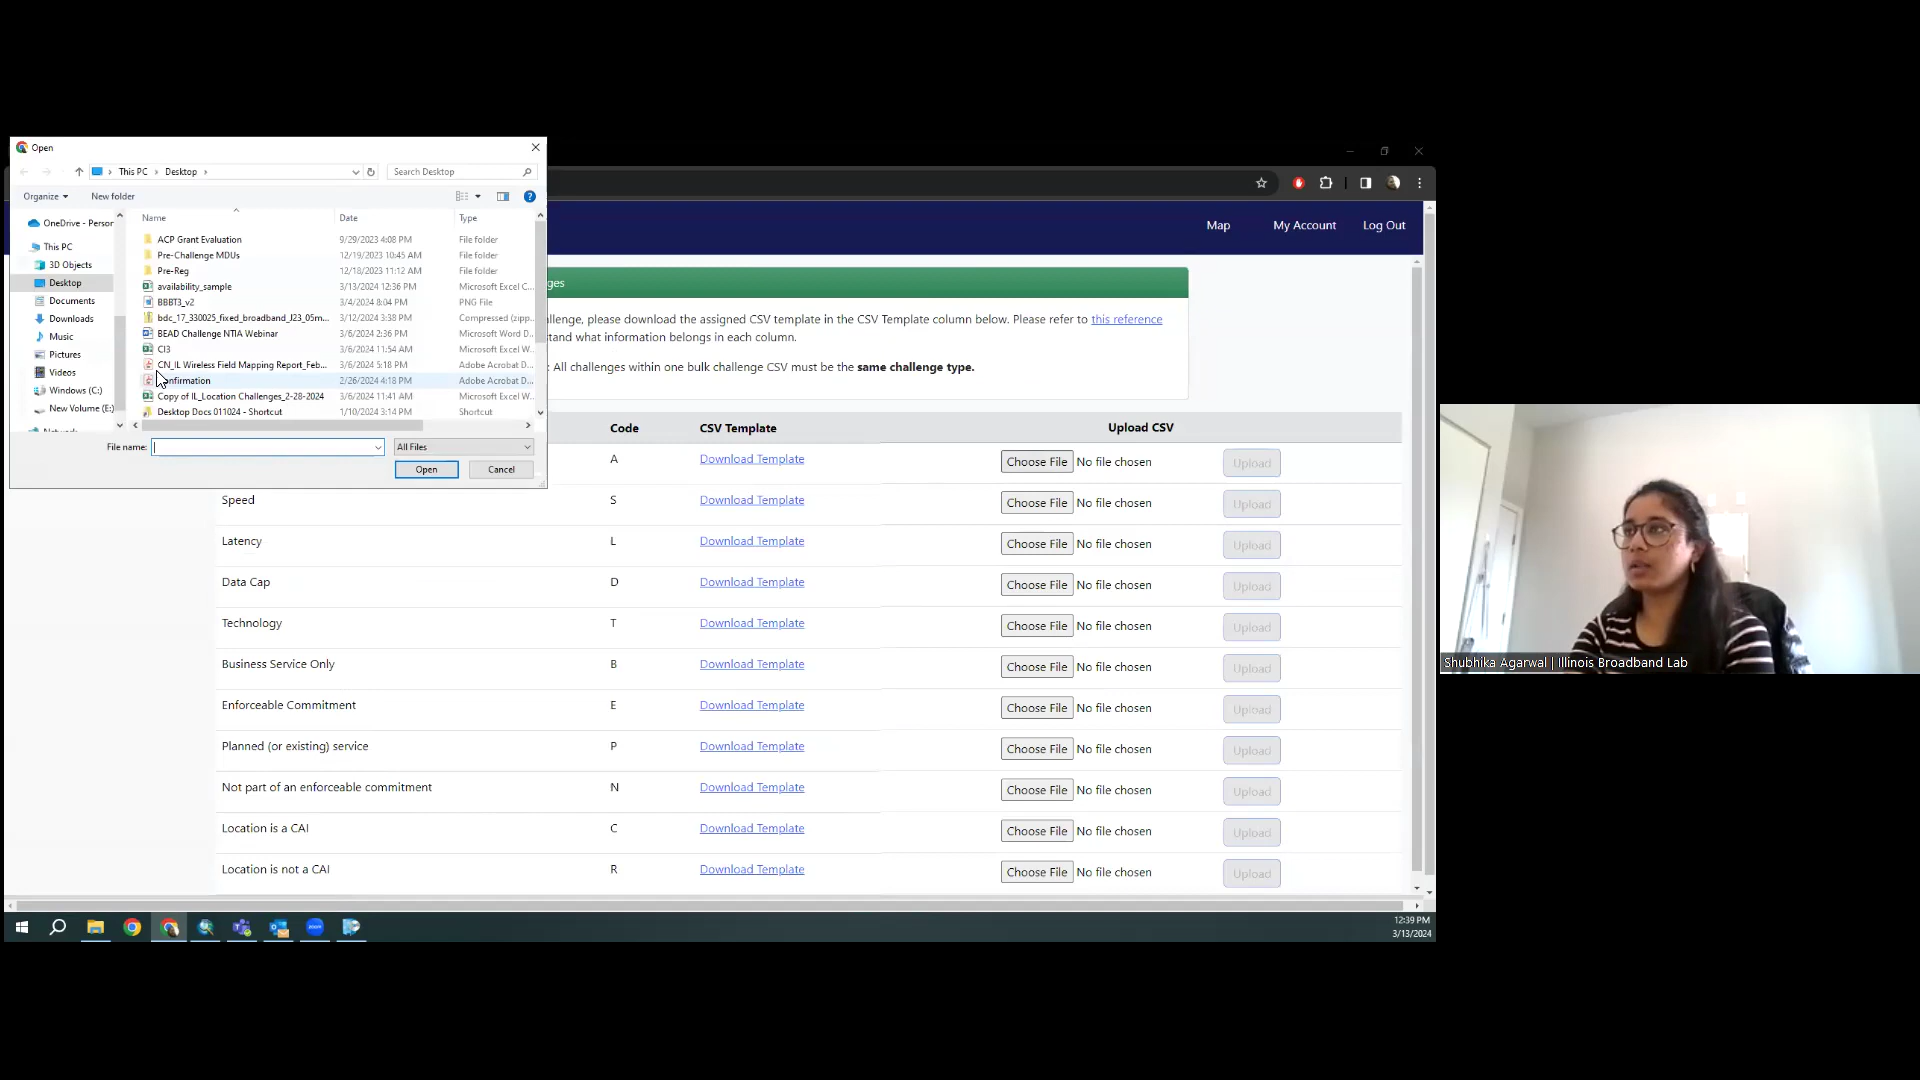 Open
This PC
Desktop
Search Desktop
Organize
New folder
Name
Date
Type
OneDrive - Person
This PC
3D Objects
Desktop
Documents
Downloads
Music
Pictures
Videos
Windows (C:)
New Volume (E:)
ACP Grant Evaluation 9/29/2023 4:08 PM File folder
Pre-Challenge MDUs 12/19/2023 10:45 AM File folder
Pre-Reg 12/18/2023 11:12 AM File folder
availability_sample 3/13/2024 12:36 PM Microsoft Excel C...
BBBT3_v2 3/4/2024 8:04 PM PNG File
bdc_17_330025_fixed_broadband_J23_05m... 3/12/2024 3:38 PM Compressed (zipp...
BEAD Challenge NTIA Webinar 3/6/2024 2:36 PM Microsoft Word D...
CI3 3/6/2024 11:54 AM Microsoft Excel W...
CN_IL Wireless Field Mapping Report_Feb... 3/6/2024 5:18 PM Adobe Acrobat D...
onfirmation 2/26/2024 4:18 PM Adobe Acrobat D...
Copy of IL_Location Challenges_2-28-2024 3/6/2024 11:41 AM Microsoft Excel W...
Desktop Docs 011024 - Shortcut 1/10/2024 3:14 PM Shortcut
File name:
All Files
Open
Cancel
Map
My Account
Log Out
ges
llenge, please download the assigned CSV template in the CSV Template column below. Please refer to this reference
tand what information belongs in each column.
: All challenges within one bulk challenge CSV must be the same challenge type.
Code CSV Template Upload CSV
A Download Template Choose File No file chosen Upload
Speed S Download Template Choose File No file chosen Upload
Latency L Download Template Choose File No file chosen Upload
Data Cap D Download Template Choose File No file chosen Upload
Technology T Download Template Choose File No file chosen Upload
Business Service Only B Download Template Choose File No file chosen Upload
Enforceable Commitment E Download Template Choose File No file chosen Upload
Planned (or existing) service P Download Template Choose File No file chosen Upload
Not part of an enforceable commitment N Download Template Choose File No file chosen Upload
Location is a CAI C Download Template Choose File No file chosen Upload
Location is not a CAI R Download Template Choose File No file chosen Upload
12:39 PM
3/13/2024
Shubhika Agarwal | Illinois Broadband Lab